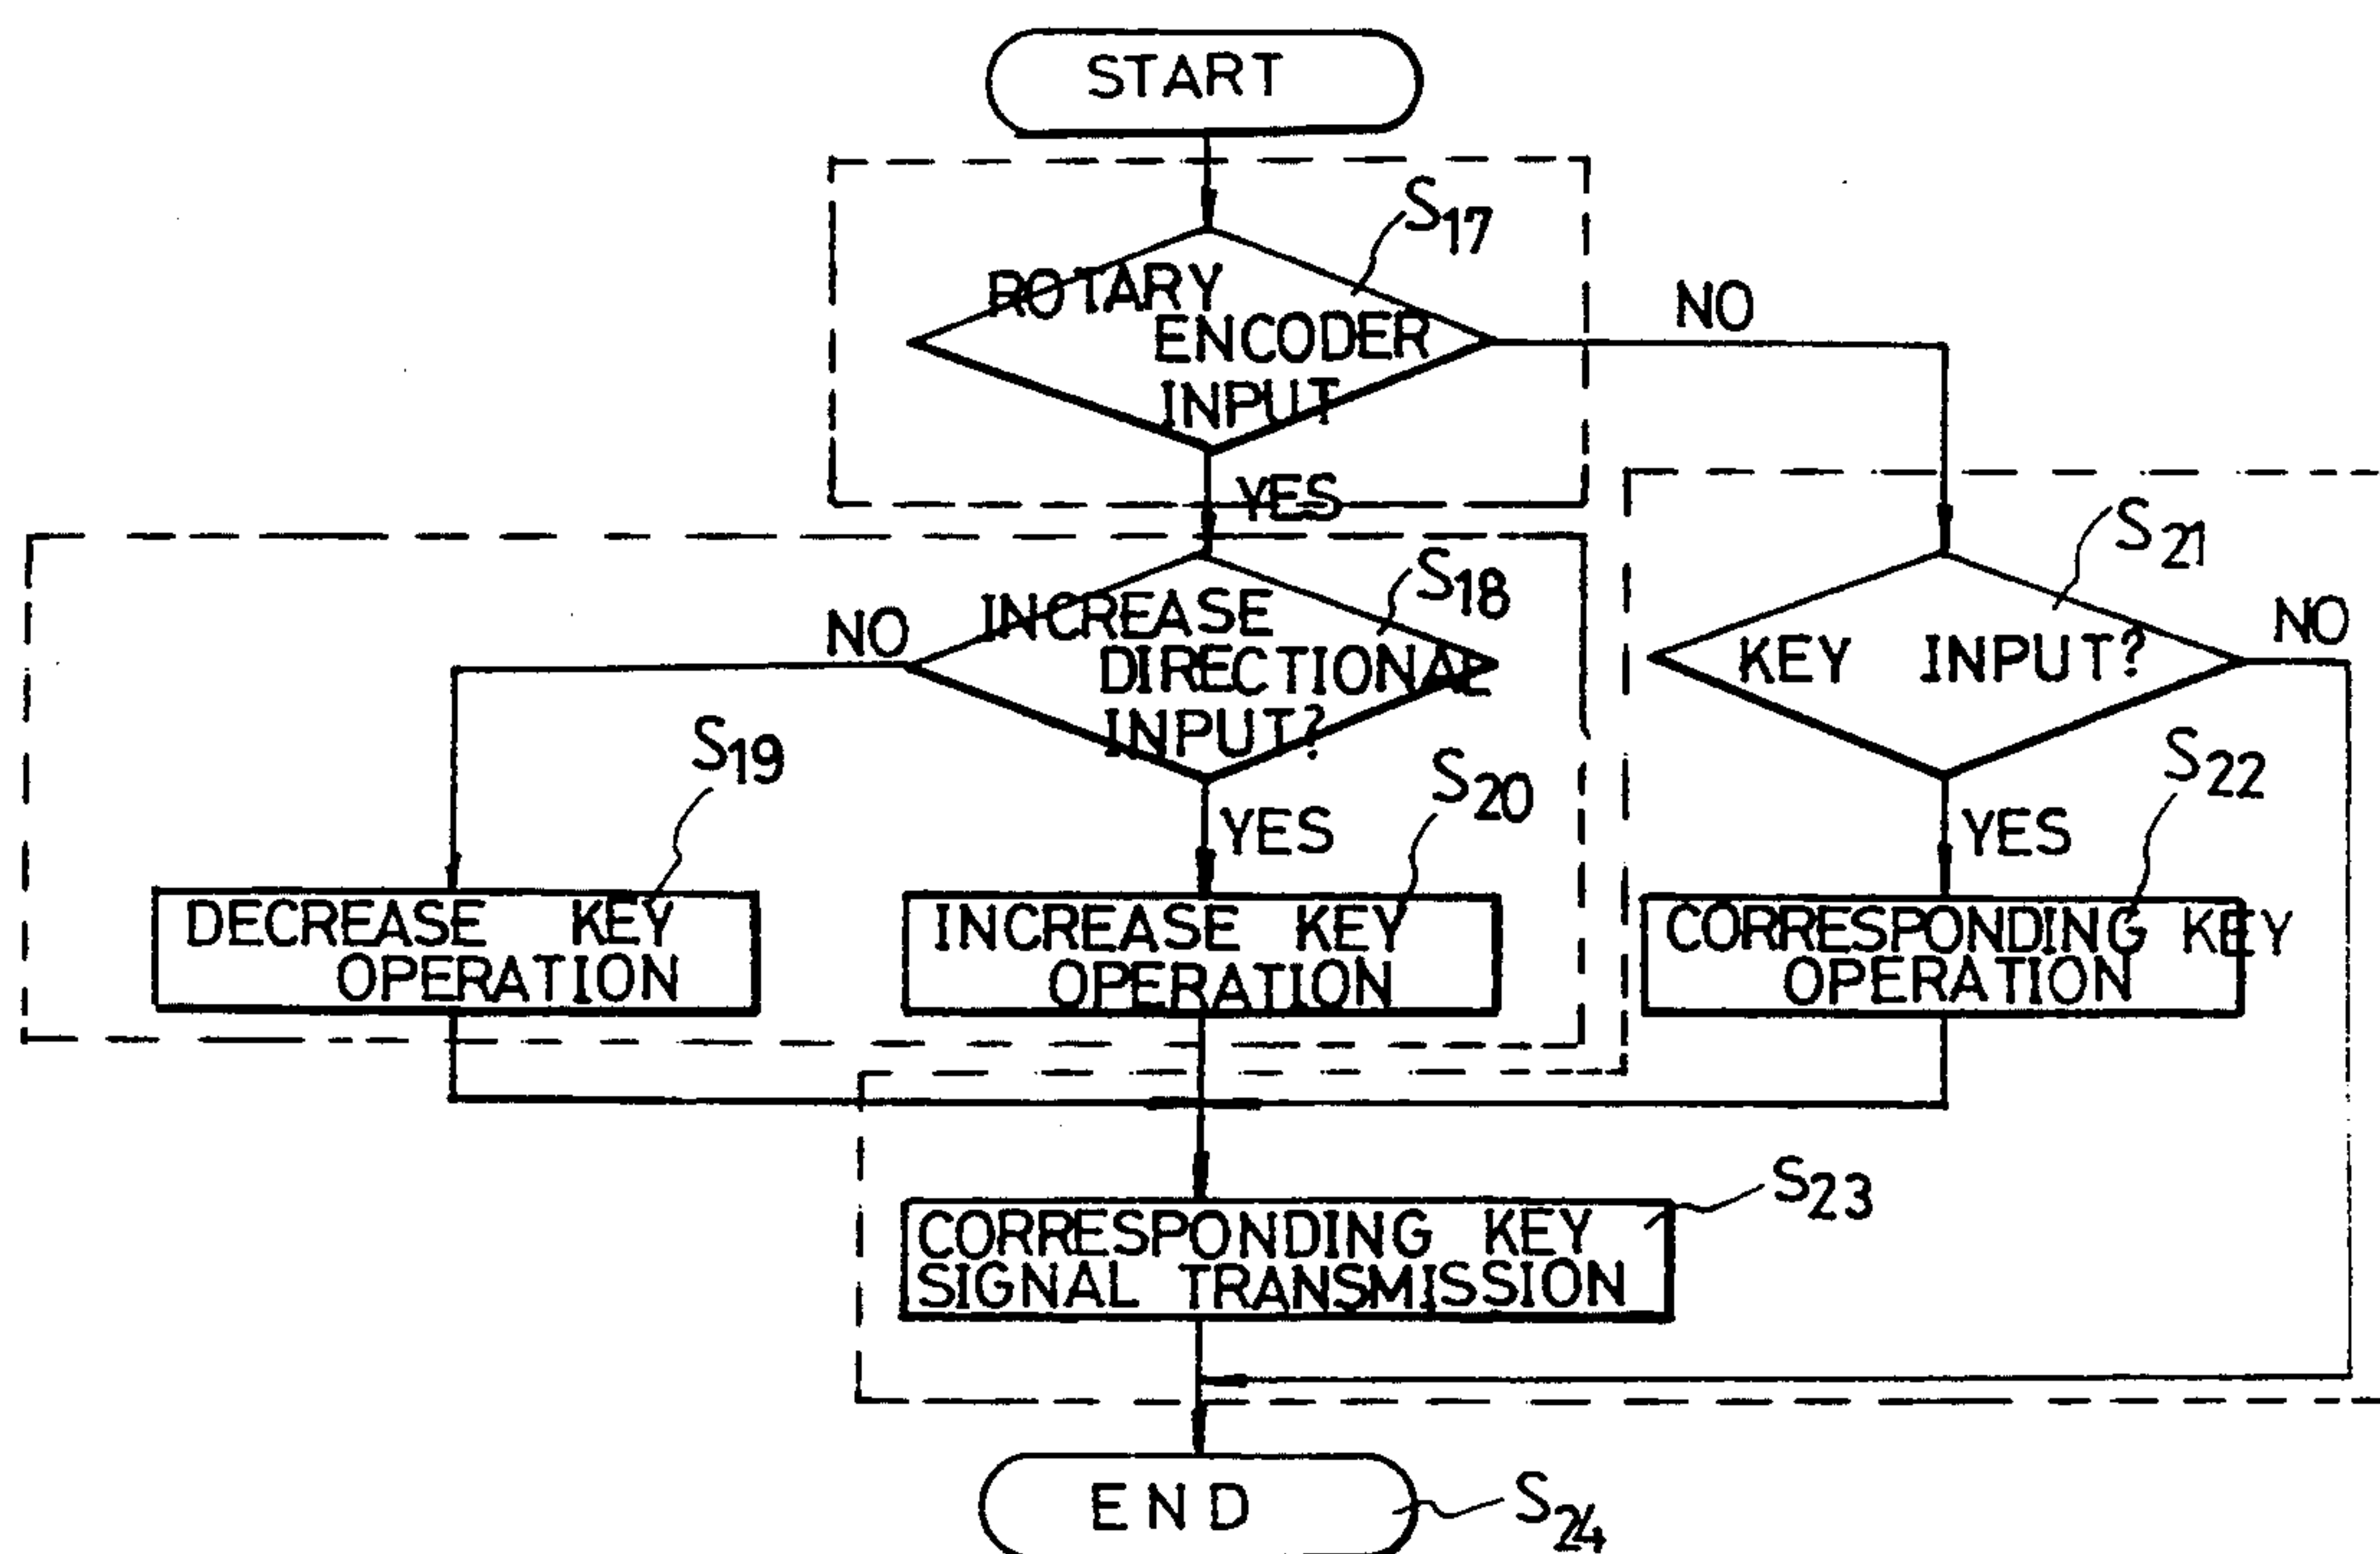 START
S17
ROTARY
ENCODER
INPUT
NO
YES
S18
INCREASE
DIRECTIONAL
INPUT?
NO
YES
S21
KEY INPUT?
NO
YES
S19
DECREASE KEY
OPERATION
S20
INCREASE KEY
OPERATION
S22
CORRESPONDING KEY
OPERATION
S23
CORRESPONDING KEY
SIGNAL TRANSMISSION
END
S24